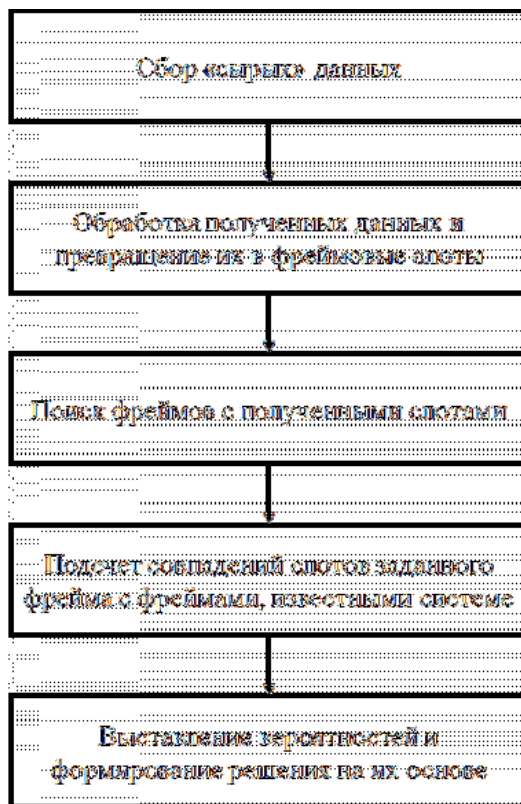 Сбор «сырых» данных
Обработка полученных данных и
превращение их в фреймовые слоты
Поиск фреймов с полученными слотами
Подсчет совпадений слотов заданного
фрейма с фреймами, известными системе
Выставление вероятностей и
формирование решения на их основе